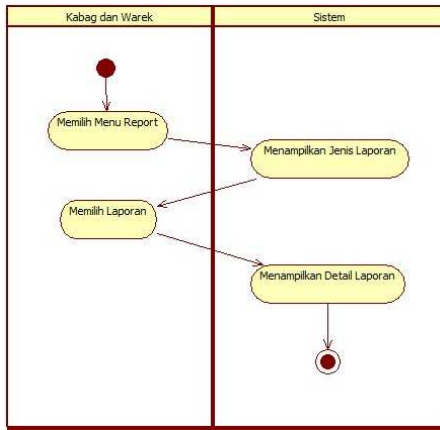 Kabag dan Warek
Sistem
Memilih Menu Report
Menampilkan Jenis Laporan
Memilih Laporan
Menampilkan Detail Laporan